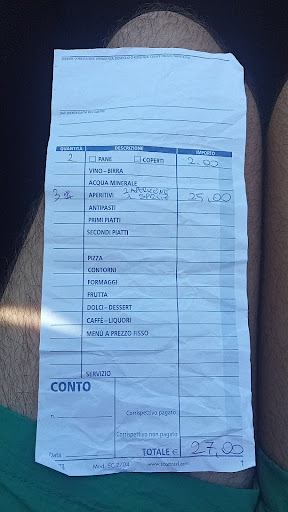 QUANTITÀ DESCRIZIONE IMPORTO
2 PANE COPERTI 2,00
VINO-BIRRA
ACQUA MINERALE
APERITIVI 25,00
ANTIPASTI
PRIMI PIATTI
SECONDI PIATTI
PIZZA
CONTORNI
FORMAGGI
FRUTTA
DOLCI-DESSERT
CAFFÈ-LIQUORI
MENÙ A PREZZO FISSO
SERVIZIO
CONTO
Corrispettivo pagato
Corrispettivo non pagato
Data TOTALE € 27,00
Mod.